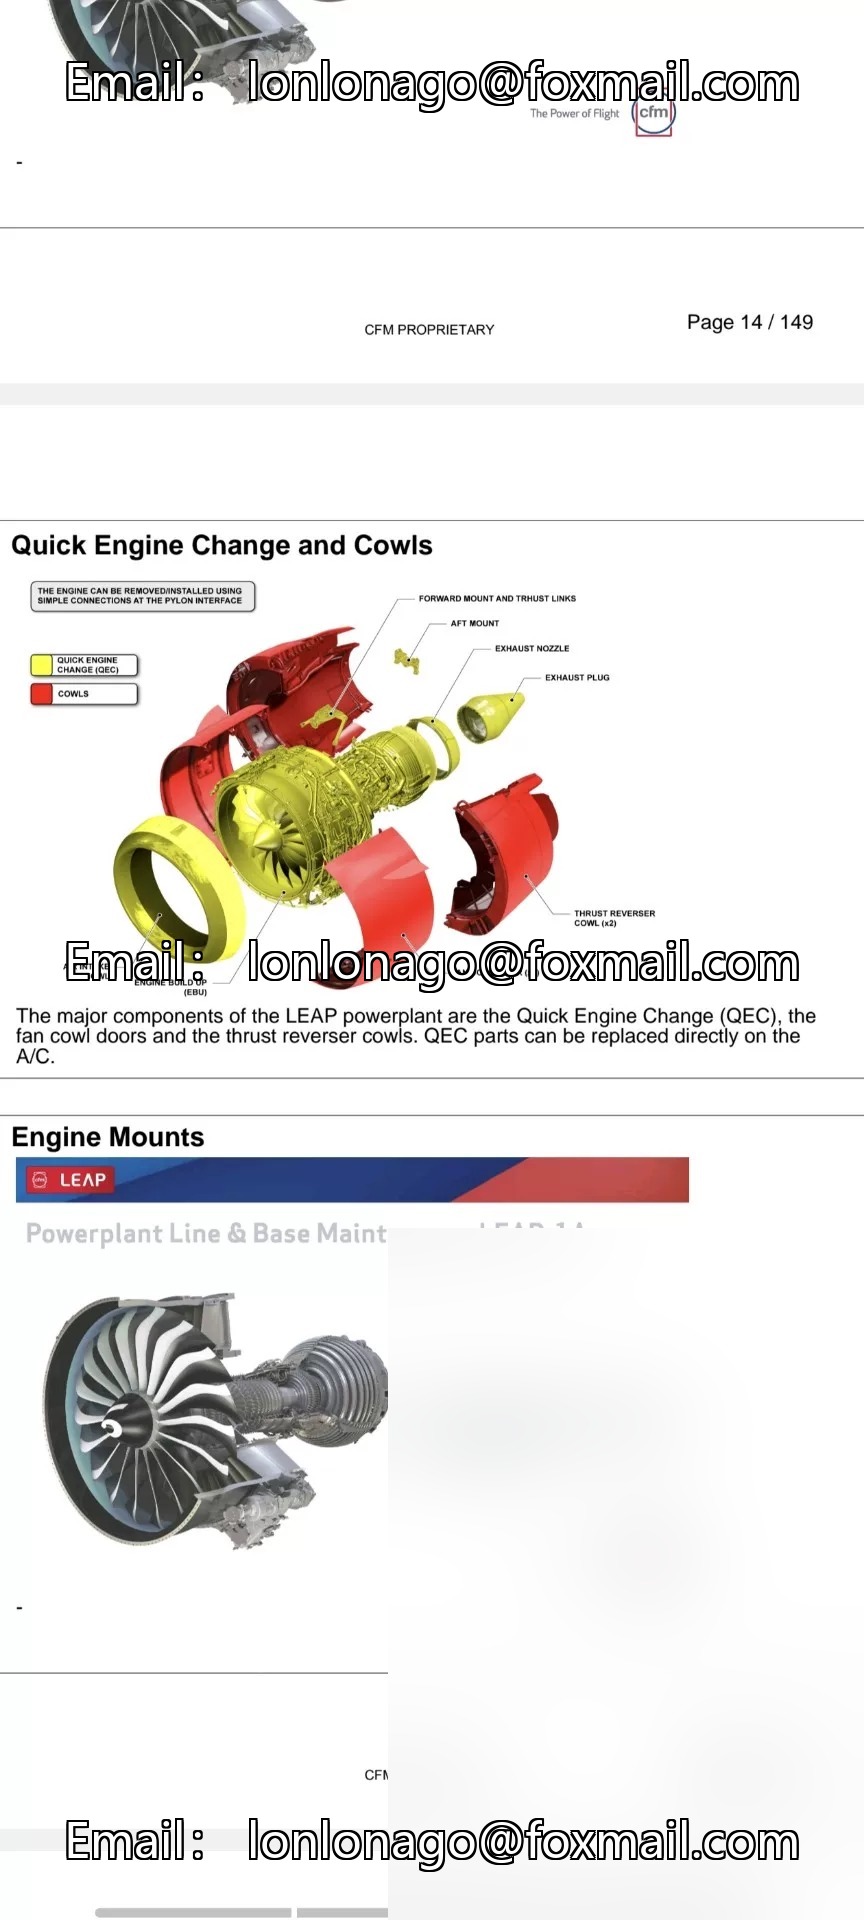 Email： lonlonago@foxmail.com
The Power of Flight
cfm
-
CFM PROPRIETARY
Page 14 / 149
Quick Engine Change and Cowls
THE ENGINE CAN BE REMOVED/INSTALLED USING
SIMPLE CONNECTIONS AT THE PYLON INTERFACE
FORWARD MOUNT AND TRHUST LINKS
AFT MOUNT
EXHAUST NOZZLE
QUICK ENGINE
CHANGE (QEC)
EXHAUST PLUG
COWLS
THRUST REVERSER
COWL (x2)
Email： lonlonago@foxmail.com
ENGINE BUILD UP
(EBU)
The major components of the LEAP powerplant are the Quick Engine Change (QEC), the
fan cowl doors and the thrust reverser cowls. QEC parts can be replaced directly on the
A/C.
Engine Mounts
cfm LEAP
Powerplant Line & Base Maint
-
CFM
Email： lonlonago@foxmail.com